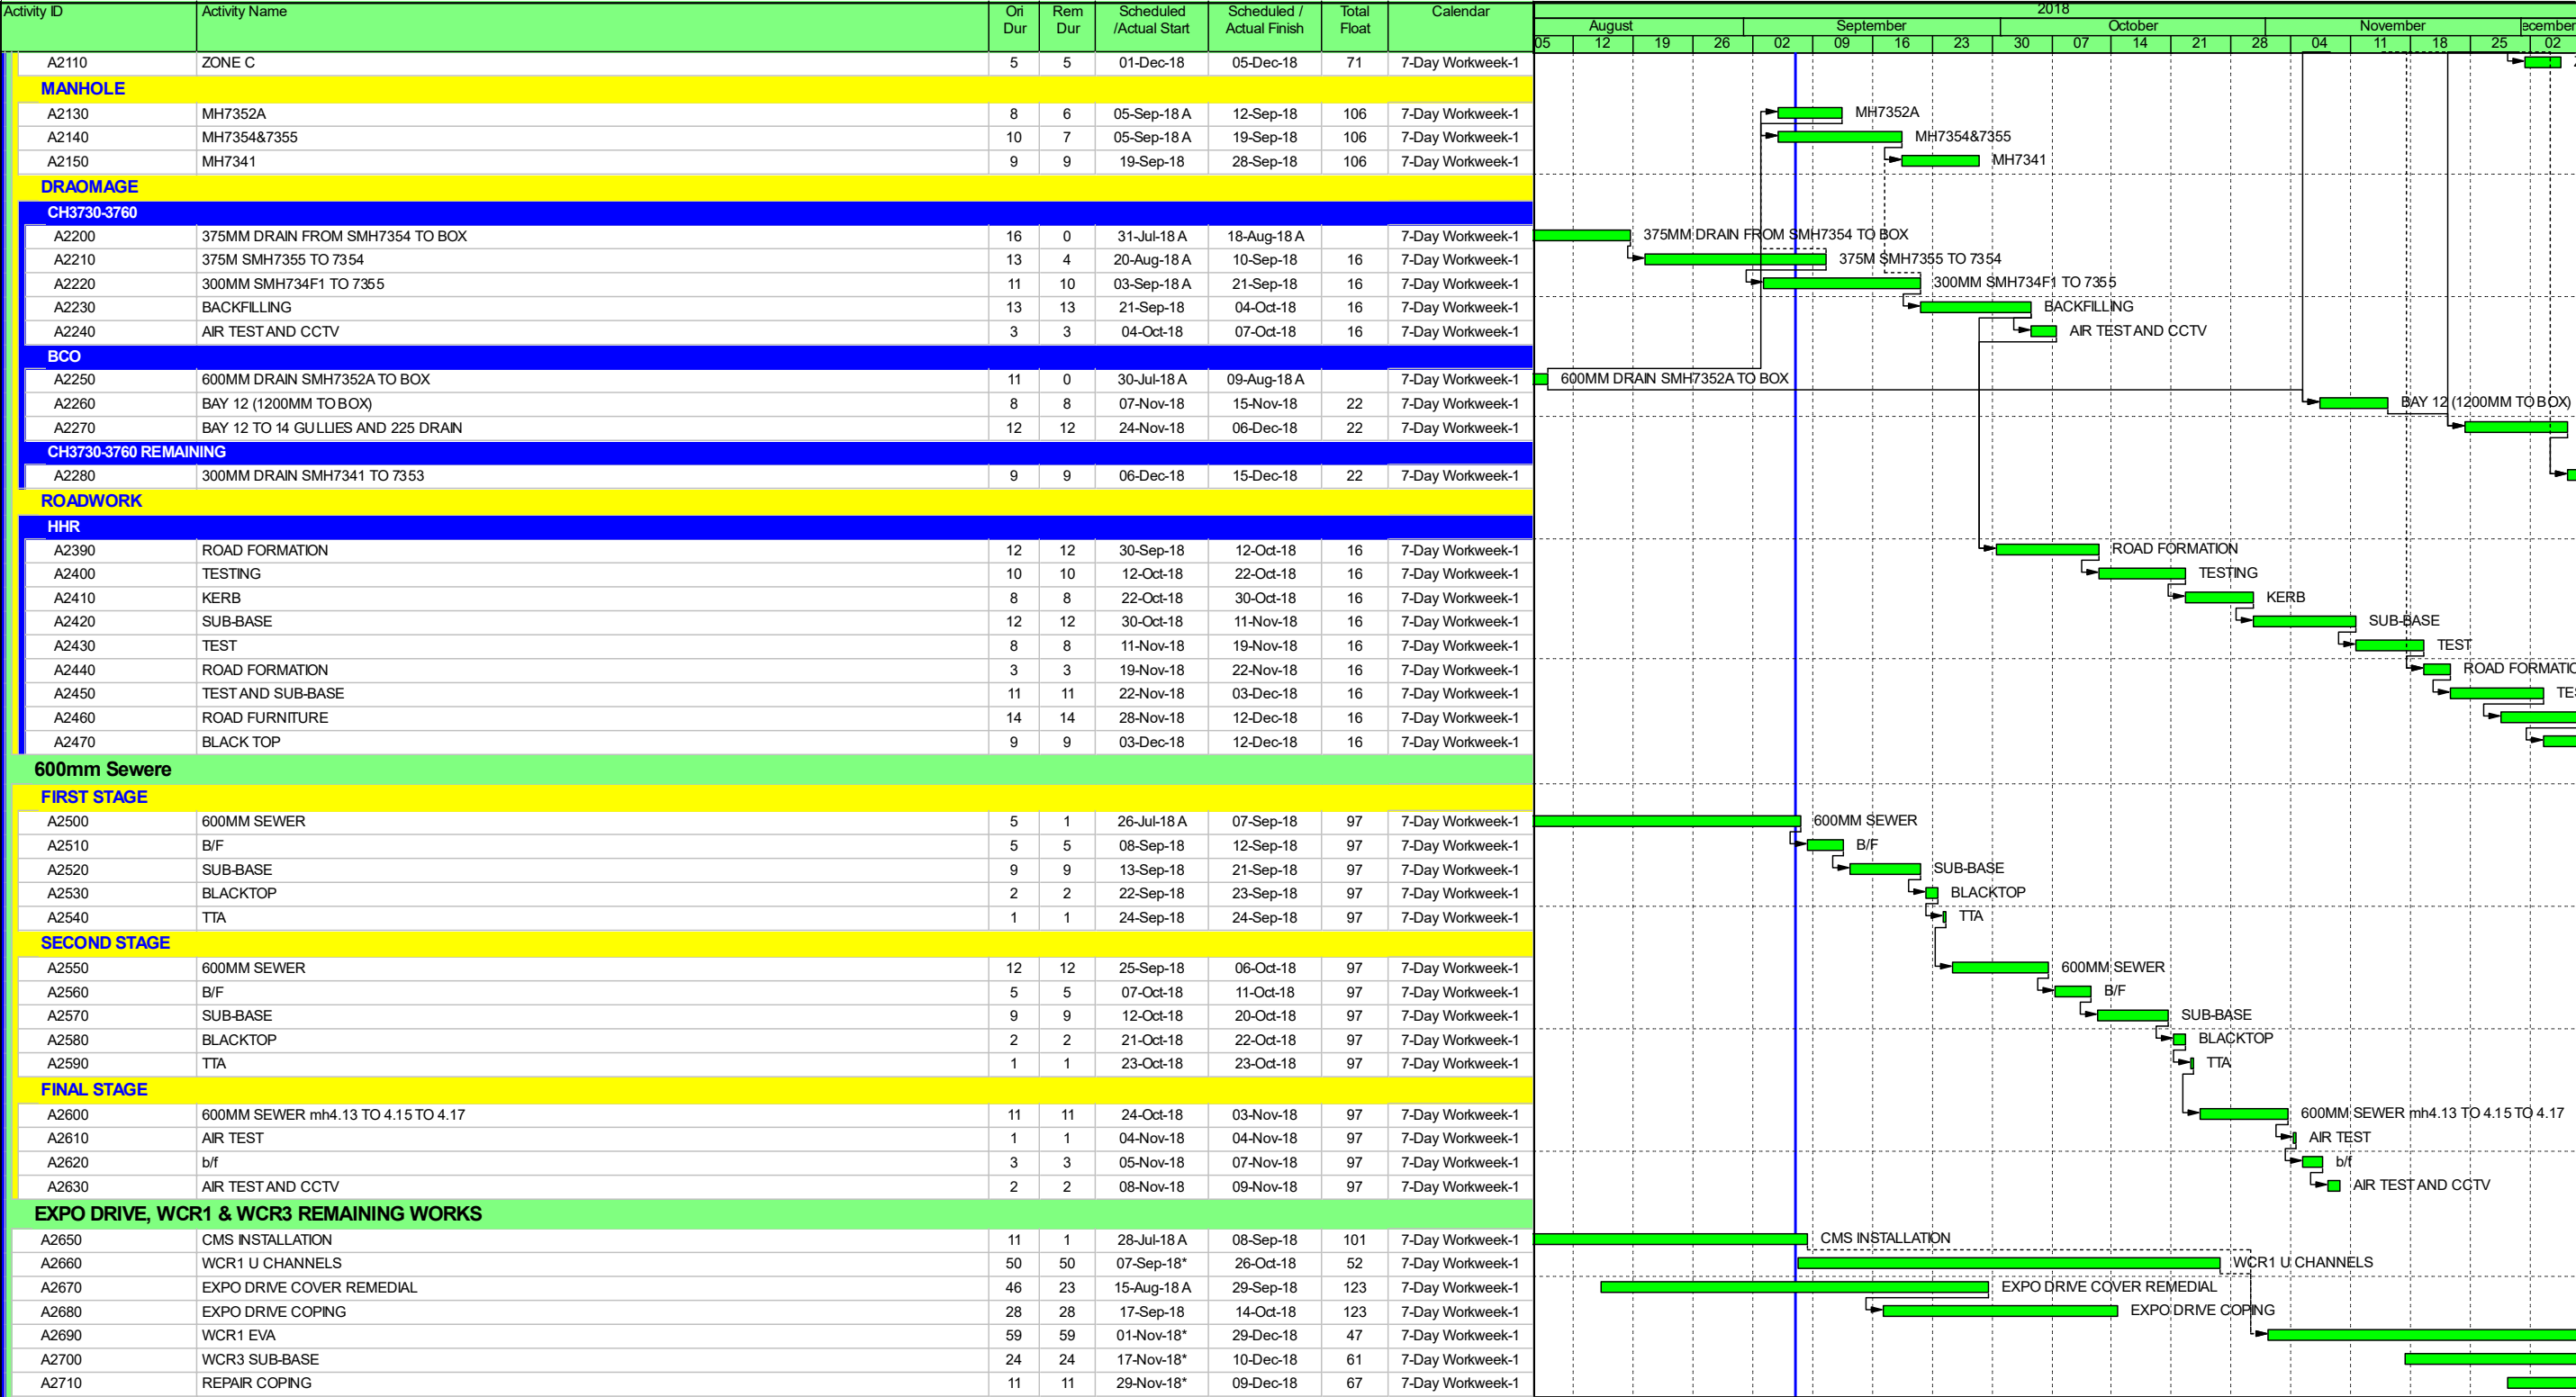 Activity ID Activity Name Ori Dur Rem Dur Scheduled /Actual Start Scheduled / Actual Finish Total Float Calendar 2018
August September October November ecember
05 12 19 26 02 09 16 23 30 07 14 21 28 04 11 18 25 02
A2110 ZONE C 5 5 01-Dec-18 05-Dec-18 71 7-Day Workweek-1
MANHOLE
A2130 MH7352A 8 6 05-Sep-18 A 12-Sep-18 106 7-Day Workweek-1 MH7352A
A2140 MH7354&7355 10 7 05-Sep-18 A 19-Sep-18 106 7-Day Workweek-1 MH7354&7355
A2150 MH7341 9 9 19-Sep-18 28-Sep-18 106 7-Day Workweek-1 MH7341
DRAOMAGE
CH3730-3760
A2200 375MM DRAIN FROM SMH7354 TO BOX 16 0 31-Jul-18 A 18-Aug-18 A 7-Day Workweek-1 375MM DRAIN FROM SMH7354 TO BOX
A2210 375M SMH7355 TO 7354 13 4 20-Aug-18 A 10-Sep-18 16 7-Day Workweek-1 375M SMH7355 TO 7354
A2220 300MM SMH734F1 TO 7355 11 10 03-Sep-18 A 21-Sep-18 16 7-Day Workweek-1 300MM SMH734F1 TO 7355
A2230 BACKFILLING 13 13 21-Sep-18 04-Oct-18 16 7-Day Workweek-1 BACKFILLING
A2240 AIR TEST AND CCTV 3 3 04-Oct-18 07-Oct-18 16 7-Day Workweek-1 AIR TEST AND CCTV
BCO
A2250 600MM DRAIN SMH7352A TO BOX 11 0 30-Jul-18 A 09-Aug-18 A 7-Day Workweek-1 600MM DRAIN SMH7352A TO BOX
A2260 BAY 12 (1200MM TO BOX) 8 8 07-Nov-18 15-Nov-18 22 7-Day Workweek-1 BAY 12 (1200MM TO BOX)
A2270 BAY 12 TO 14 GULLIES AND 225 DRAIN 12 12 24-Nov-18 06-Dec-18 22 7-Day Workweek-1
CH3730-3760 REMAINING
A2280 300MM DRAIN SMH7341 TO 7353 9 9 06-Dec-18 15-Dec-18 22 7-Day Workweek-1
ROADWORK
HHR
A2390 ROAD FORMATION 12 12 30-Sep-18 12-Oct-18 16 7-Day Workweek-1 ROAD FORMATION
A2400 TESTING 10 10 12-Oct-18 22-Oct-18 16 7-Day Workweek-1 TESTING
A2410 KERB 8 8 22-Oct-18 30-Oct-18 16 7-Day Workweek-1 KERB
A2420 SUB-BASE 12 12 30-Oct-18 11-Nov-18 16 7-Day Workweek-1 SUB-BASE
A2430 TEST 8 8 11-Nov-18 19-Nov-18 16 7-Day Workweek-1 TEST
A2440 ROAD FORMATION 3 3 19-Nov-18 22-Nov-18 16 7-Day Workweek-1 ROAD FORMATIO
A2450 TEST AND SUB-BASE 11 11 22-Nov-18 03-Dec-18 16 7-Day Workweek-1 TES
A2460 ROAD FURNITURE 14 14 28-Nov-18 12-Dec-18 16 7-Day Workweek-1
A2470 BLACK TOP 9 9 03-Dec-18 12-Dec-18 16 7-Day Workweek-1
600mm Sewere
FIRST STAGE
A2500 600MM SEWER 5 1 26-Jul-18 A 07-Sep-18 97 7-Day Workweek-1 600MM SEWER
A2510 B/F 5 5 08-Sep-18 12-Sep-18 97 7-Day Workweek-1 B/F
A2520 SUB-BASE 9 9 13-Sep-18 21-Sep-18 97 7-Day Workweek-1 SUB-BASE
A2530 BLACKTOP 2 2 22-Sep-18 23-Sep-18 97 7-Day Workweek-1 BLACKTOP
A2540 TTA 1 1 24-Sep-18 24-Sep-18 97 7-Day Workweek-1 TTA
SECOND STAGE
A2550 600MM SEWER 12 12 25-Sep-18 06-Oct-18 97 7-Day Workweek-1 600MM SEWER
A2560 B/F 5 5 07-Oct-18 11-Oct-18 97 7-Day Workweek-1 B/F
A2570 SUB-BASE 9 9 12-Oct-18 20-Oct-18 97 7-Day Workweek-1 SUB-BASE
A2580 BLACKTOP 2 2 21-Oct-18 22-Oct-18 97 7-Day Workweek-1 BLACKTOP
A2590 TTA 1 1 23-Oct-18 23-Oct-18 97 7-Day Workweek-1 TTA
FINAL STAGE
A2600 600MM SEWER mh4.13 TO 4.15 TO 4.17 11 11 24-Oct-18 03-Nov-18 97 7-Day Workweek-1 600MM SEWER mh4.13 TO 4.15 TO 4.17
A2610 AIR TEST 1 1 04-Nov-18 04-Nov-18 97 7-Day Workweek-1 AIR TEST
A2620 b/f 3 3 05-Nov-18 07-Nov-18 97 7-Day Workweek-1 b/f
A2630 AIR TEST AND CCTV 2 2 08-Nov-18 09-Nov-18 97 7-Day Workweek-1 AIR TEST AND CCTV
EXPO DRIVE, WCR1 & WCR3 REMAINING WORKS
A2650 CMS INSTALLATION 11 1 28-Jul-18 A 08-Sep-18 101 7-Day Workweek-1 CMS INSTALLATION
A2660 WCR1 U CHANNELS 50 50 07-Sep-18* 26-Oct-18 52 7-Day Workweek-1 WCR1 U CHANNELS
A2670 EXPO DRIVE COVER REMEDIAL 46 23 15-Aug-18 A 29-Sep-18 123 7-Day Workweek-1 EXPO DRIVE COVER REMEDIAL
A2680 EXPO DRIVE COPING 28 28 17-Sep-18 14-Oct-18 123 7-Day Workweek-1 EXPO DRIVE COPING
A2690 WCR1 EVA 59 59 01-Nov-18* 29-Dec-18 47 7-Day Workweek-1
A2700 WCR3 SUB-BASE 24 24 17-Nov-18* 10-Dec-18 61 7-Day Workweek-1
A2710 REPAIR COPING 11 11 29-Nov-18* 09-Dec-18 67 7-Day Workweek-1